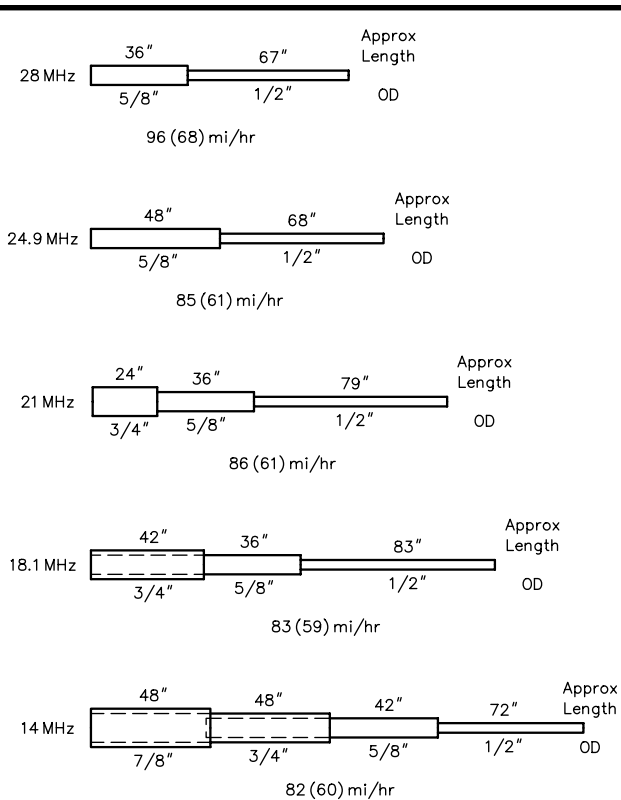 36" 67" Approx Length
28 MHz
5/8" 1/2" OD
96 (68) mi/hr
48" 68" Approx Length
24.9 MHz
5/8" 1/2" OD
85 (61) mi/hr
24" 36" 79" Approx Length
21 MHz
3/4" 5/8" 1/2" OD
86 (61) mi/hr
42" 36" 83" Approx Length
18.1 MHz
3/4" 5/8" 1/2" OD
83 (59) mi/hr
48" 48" 42" 72" Approx Length
14 MHz
7/8" 3/4" 5/8" 1/2" OD
82 (60) mi/hr